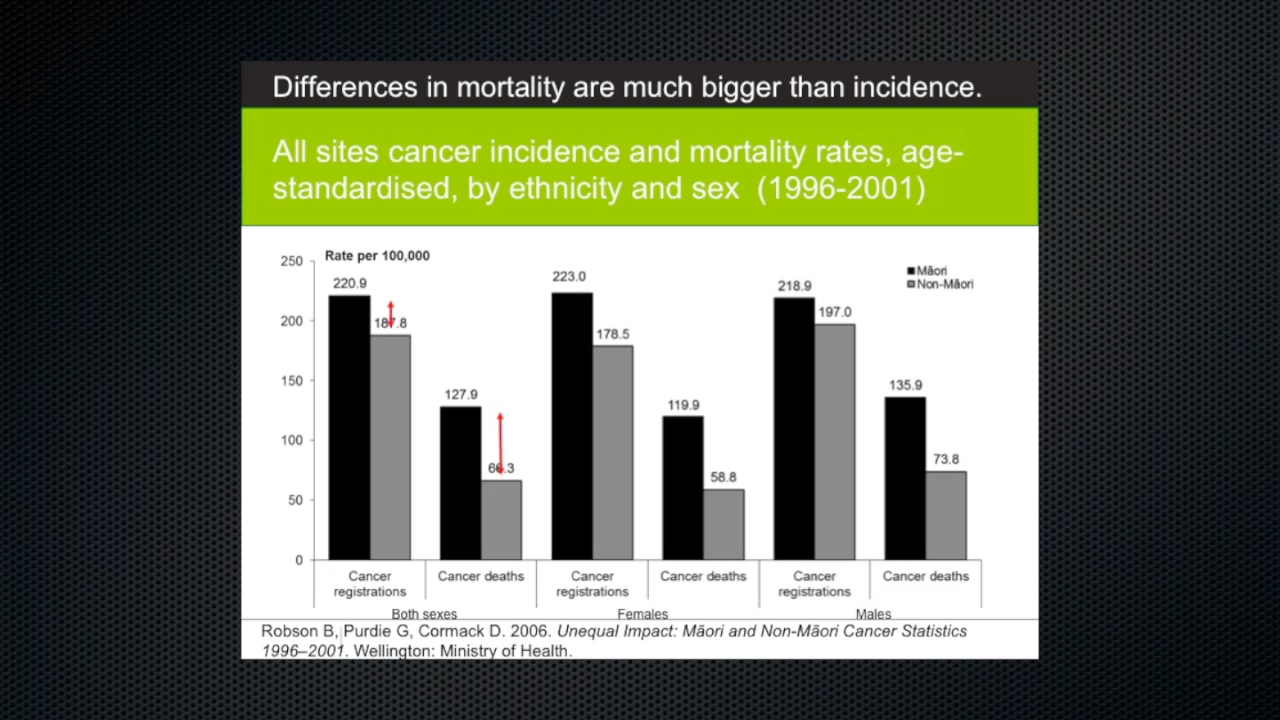 Differences in mortality are much bigger than incidence.
All sites cancer incidence and mortality rates, age-
standardised, by ethnicity and sex (1996-2001)
Rate per 100,000
250
200
150
100
50
0
220.9
187.8
127.9
66.3
223.0
178.5
119.9
58.8
218.9
197.0
135.9
73.8
Māori
Non-Māori
Cancer
registrations
Cancer deaths
Cancer
registrations
Cancer deaths
Cancer
registrations
Cancer deaths
Both sexes
Females
Males
Robson B, Purdie G, Cormack D. 2006. Unequal Impact: Māori and Non-Māori Cancer Statistics
1996–2001. Wellington: Ministry of Health.